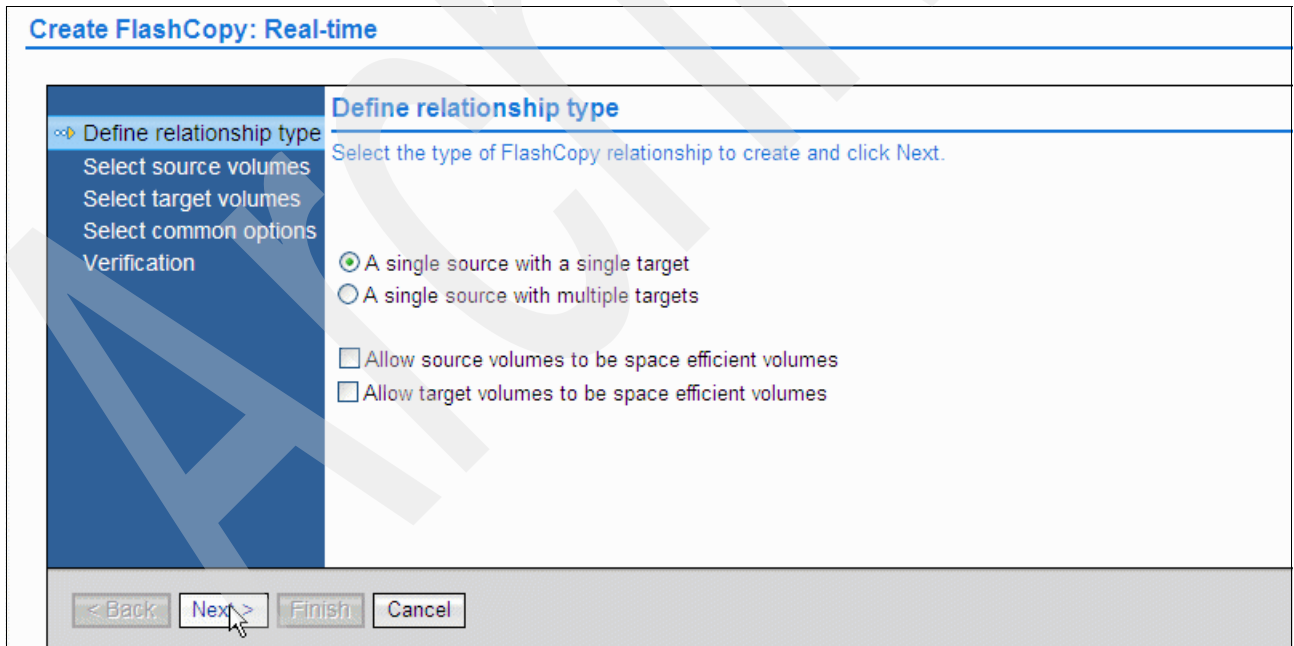 Create FlashCopy: Real-time
Define relationship type
Select source volumes
Select target volumes
Select common options
Verification
Define relationship type
Select the type of FlashCopy relationship to create and click Next.
A single source with a single target
A single source with multiple targets
Allow source volumes to be space efficient volumes
Allow target volumes to be space efficient volumes
< Back Next > Finish Cancel